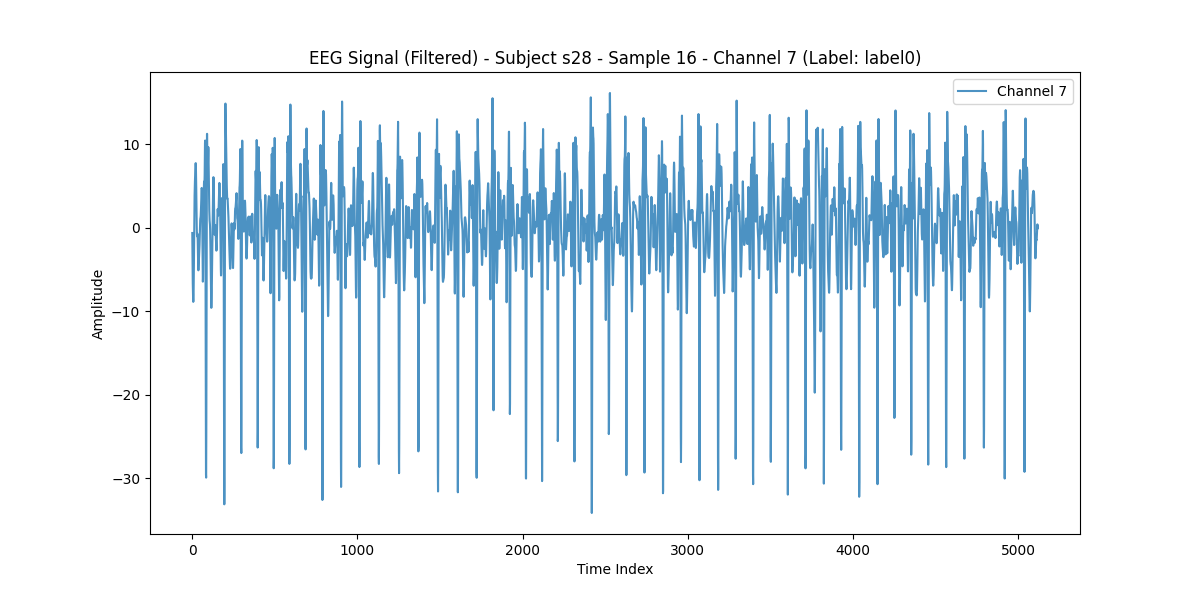 EEG Signal (Filtered) - Subject s28 - Sample 16 - Channel 7 (Label: label0)
Channel 7
Amplitude
10
0
−10
−20
−30
0 1000 2000 3000 4000 5000
Time Index